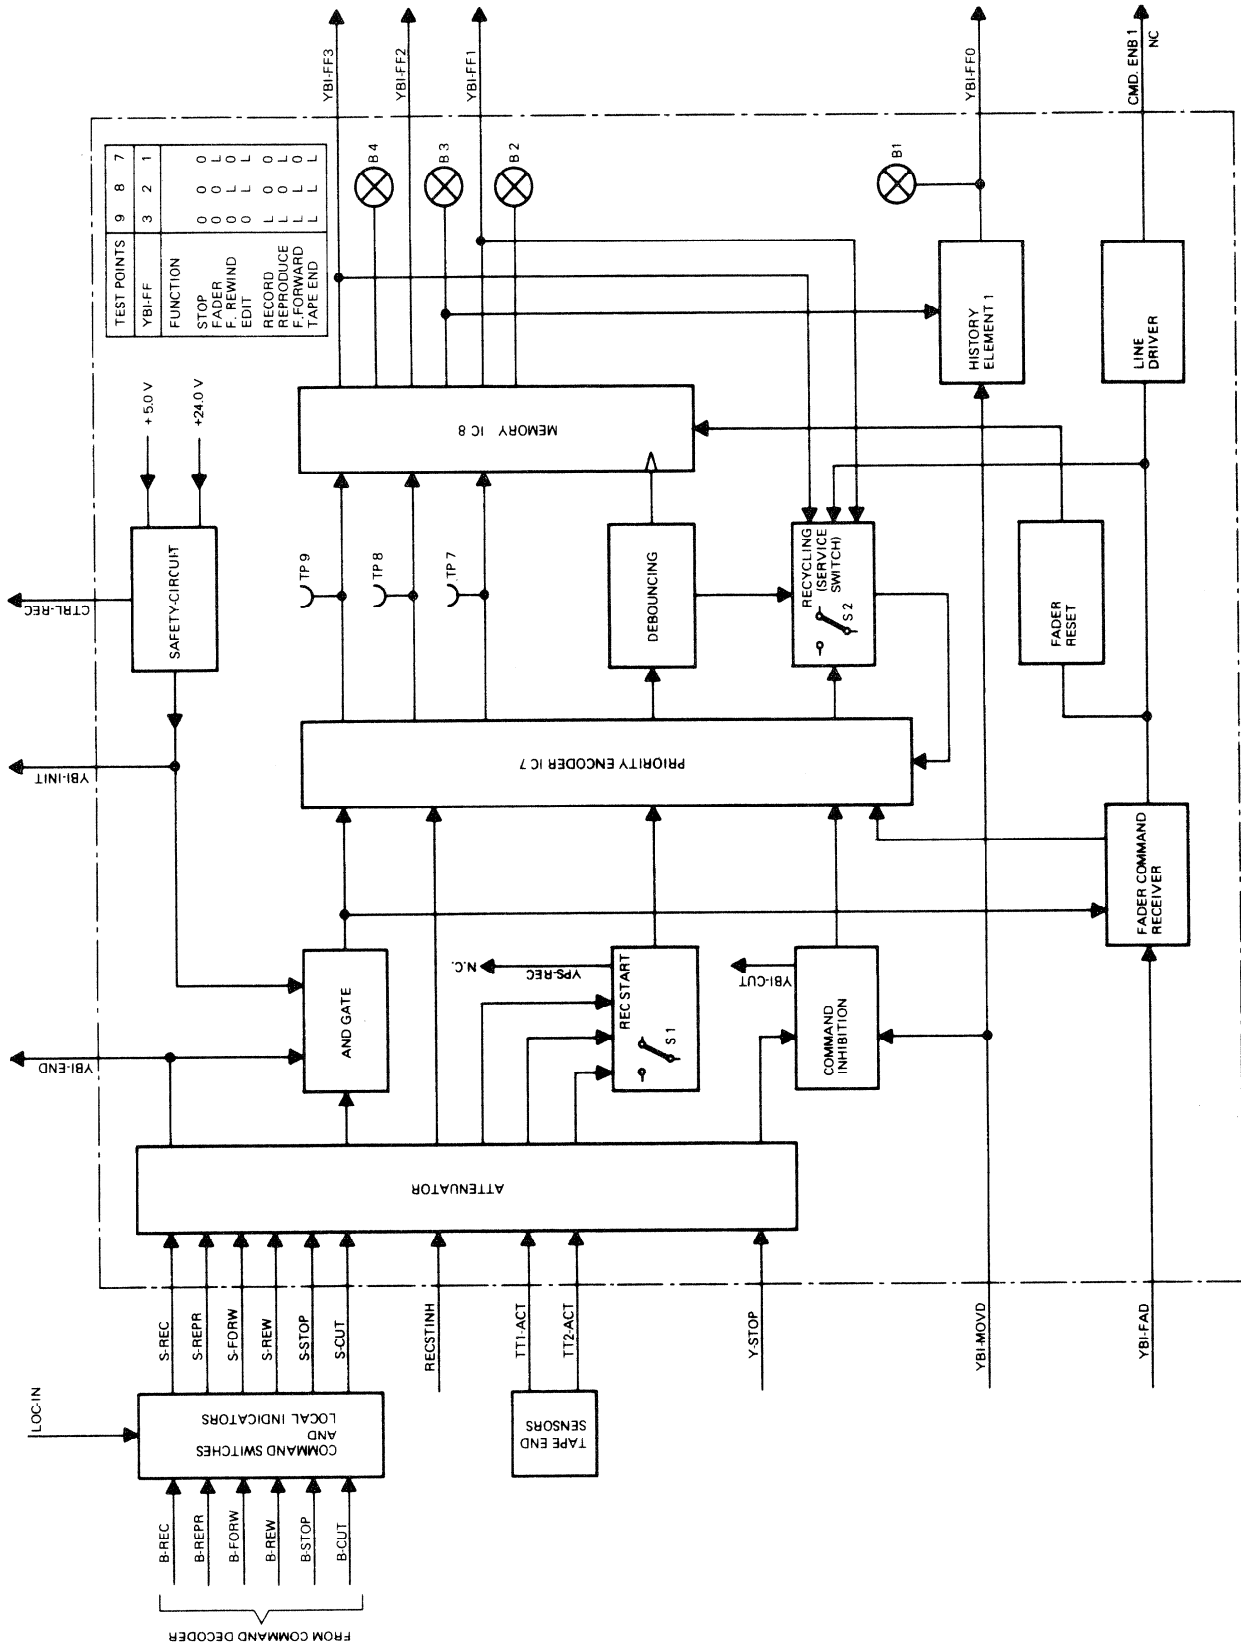 FROM COMMAND DECODER
B-REC
B-REPR
B-FORW
B-REW
B-STOP
B-CUT
LOC-IN
COMMAND SWITCHES
AND
LOCAL INDICATORS
S-REC
S-REPR
S-FORW
S-REW
S-STOP
S-CUT
RECSTINH
TAPE END
SENSORS
TT1-ACT
TT2-ACT
Y-STOP
YBI-MOVD
YBI-FAD
ATTENUATOR
YBI-END
AND GATE
REC START
S 1
YPS-REC
N.C.
COMMAND
INHIBITION
YBI-CUT
FADER COMMAND
RECEIVER
YBI-INIT
PRIORITY ENCODER IC 7
CTRL-REC
SAFETY-CIRCUIT
+ 5.0 V
+24.0 V
TP 9
TP 8
TP 7
DEBOUNCING
RECYCLING
(SERVICE
SWITCH)
S 2
FADER
RESET
MEMORY IC 8
HISTORY
ELEMENT 1
LINE
DRIVER
TEST POINTS 9 8 7
YBI-FF 3 2 1
FUNCTION
STOP 0 0 0
FADER 0 0 L
F. REWIND 0 L 0
EDIT 0 L L
RECORD L 0 0
REPRODUCE L 0 L
F.FORWARD L L 0
TAPE END L L L
B 4
B 3
B 2
B 1
YBI-FF3
YBI-FF2
YBI-FF1
YBI-FF0
CMD. ENB 1
NC